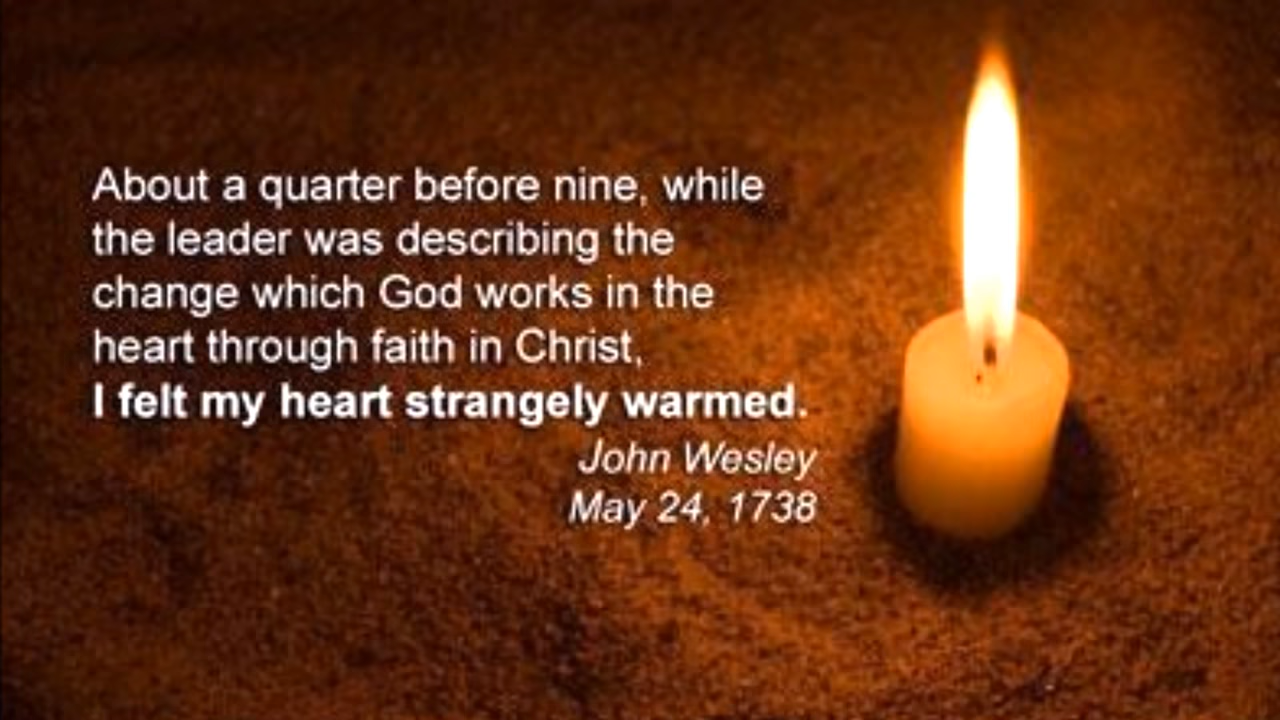 About a quarter before nine, while
the leader was describing the
change which God works in the
heart through faith in Christ,
I felt my heart strangely warmed.
John Wesley
May 24, 1738